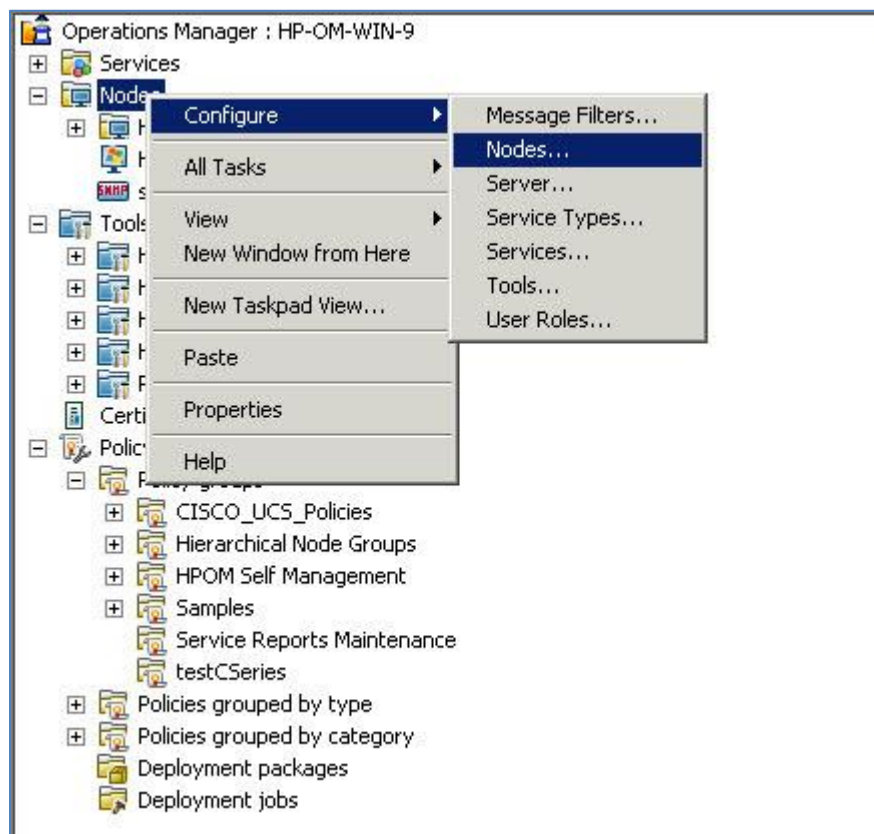 Operations Manager : HP-OM-WIN-9
Services
Configure
Message Filters...
Nodes...
All Tasks
Server...
View
Service Types...
New Window from Here
Services...
Tools...
New Taskpad View...
User Roles...
Paste
Properties
Help
CISCO_UCS_Policies
Hierarchical Node Groups
HPOM Self Management
Samples
Service Reports Maintenance
testCSeries
Policies grouped by type
Policies grouped by category
Deployment packages
Deployment jobs